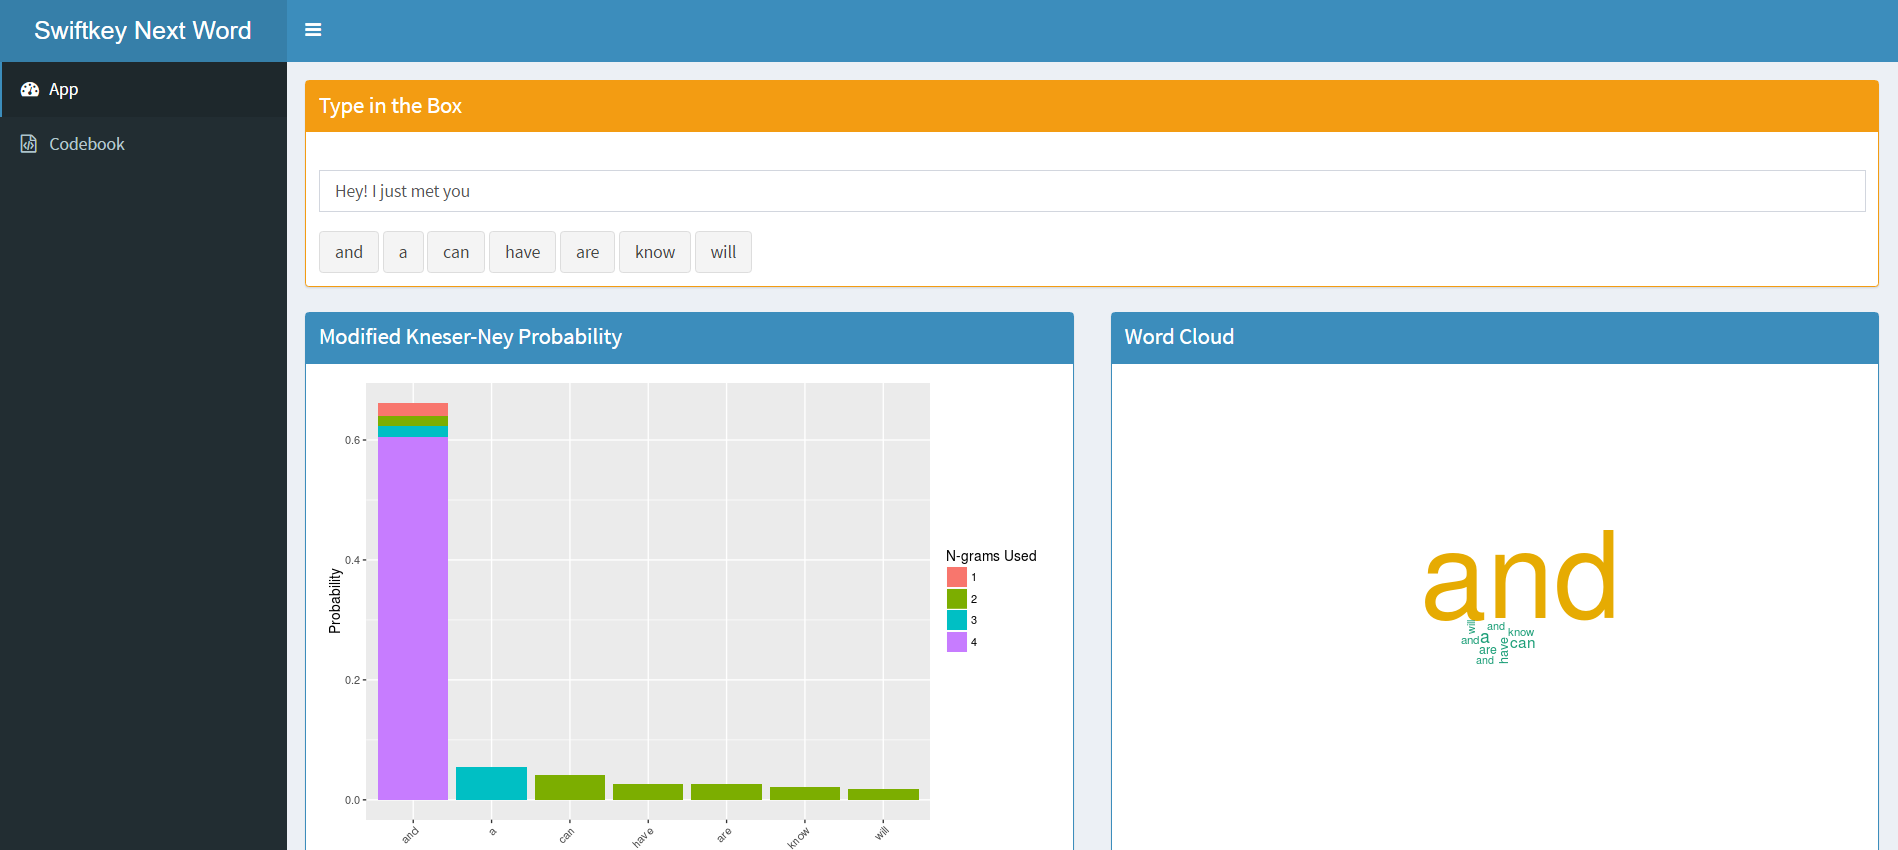 Swiftkey Next Word
App
Codebook
Type in the Box
Hey! I just met you
and a can have are know will
Modified Kneser-Ney Probability
Probability
0.6
0.4
0.2
0.0
and a can have are know will
N-grams Used
1
2
3
4
Word Cloud
and
will and know
and a can
are have
and